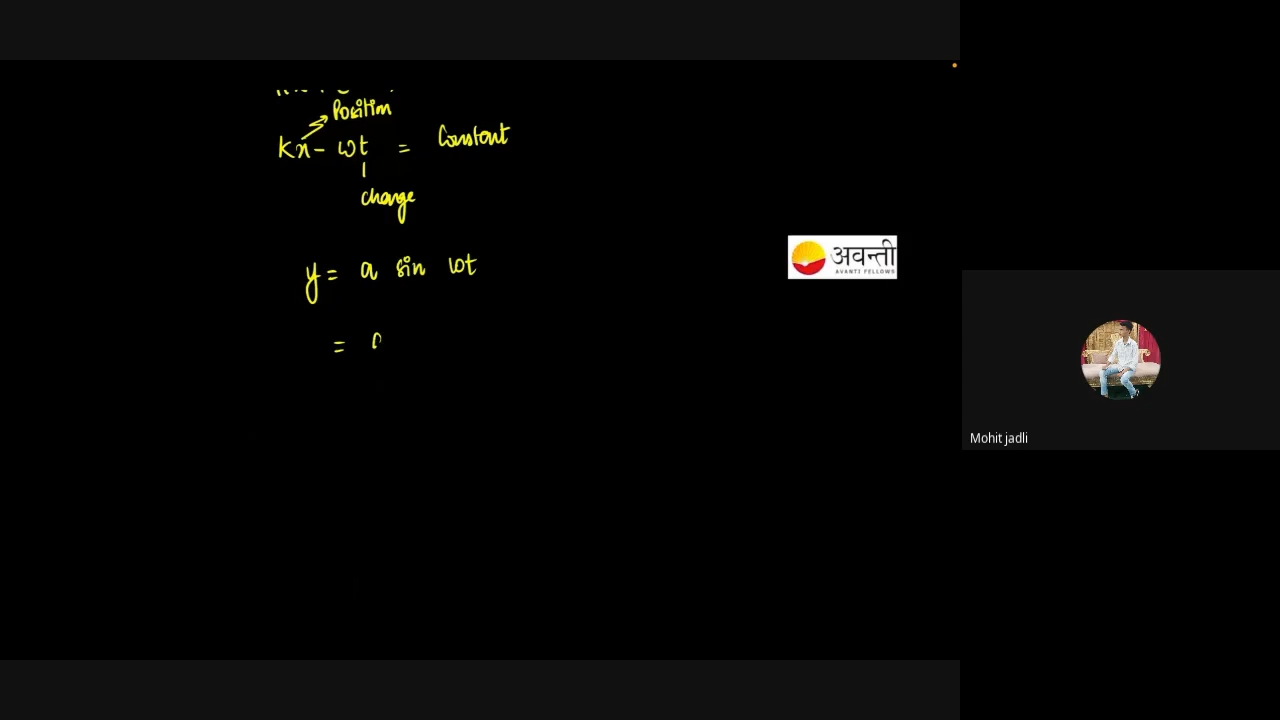 Position
Kx - ωt = Constant
change
y = a sin ωt
=
अवन्ती
AVANTI FELLOWS
Mohit jadli